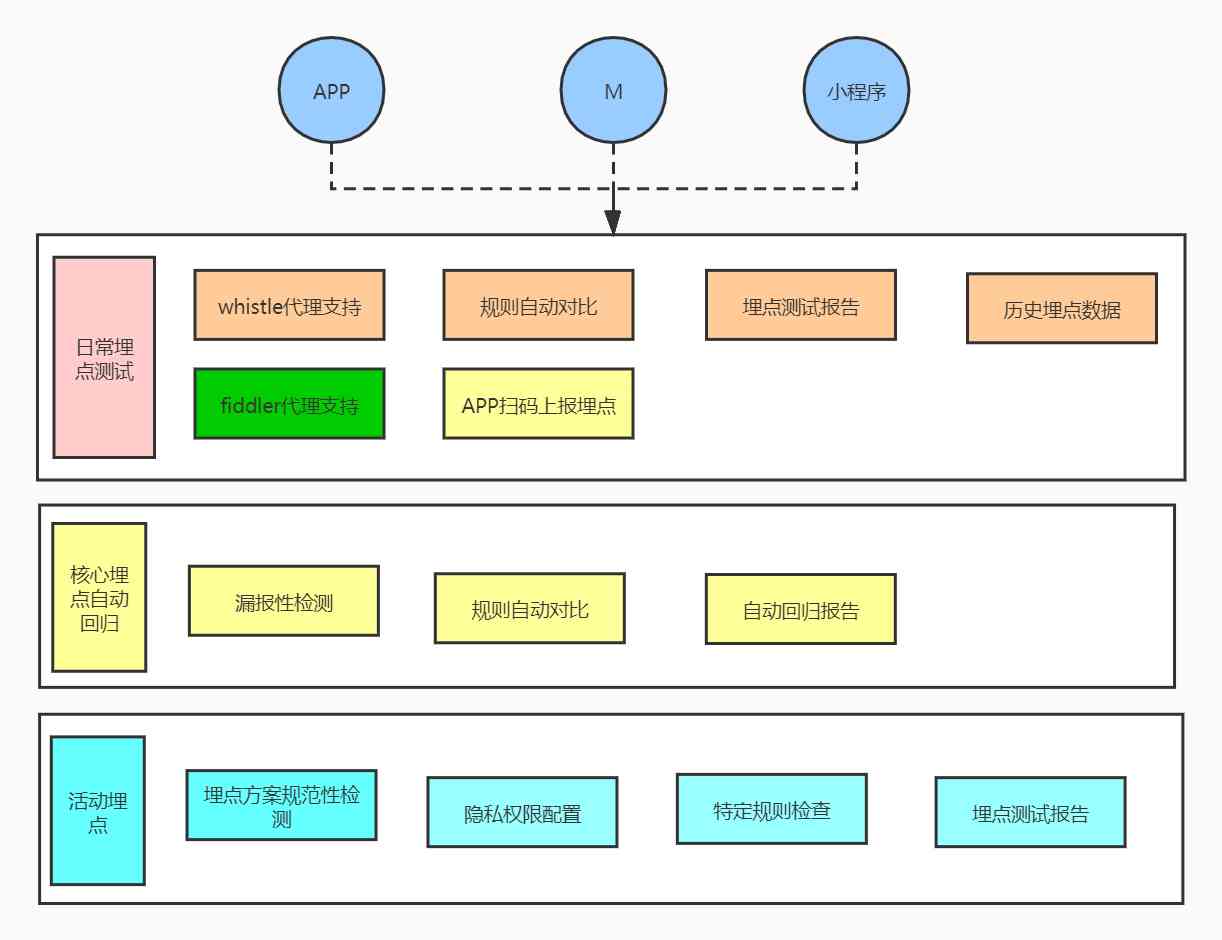 APP
M
小程序
日常埋
点测试
whistle代理支持
规则自动对比
埋点测试报告
历史埋点数据
fiddler代理支持
APP扫码上报埋点
核心埋
点自动
回归
漏报性检测
规则自动对比
自动回归报告
活动埋
点
埋点方案规范性检
测
隐私权限配置
特定规则检查
埋点测试报告